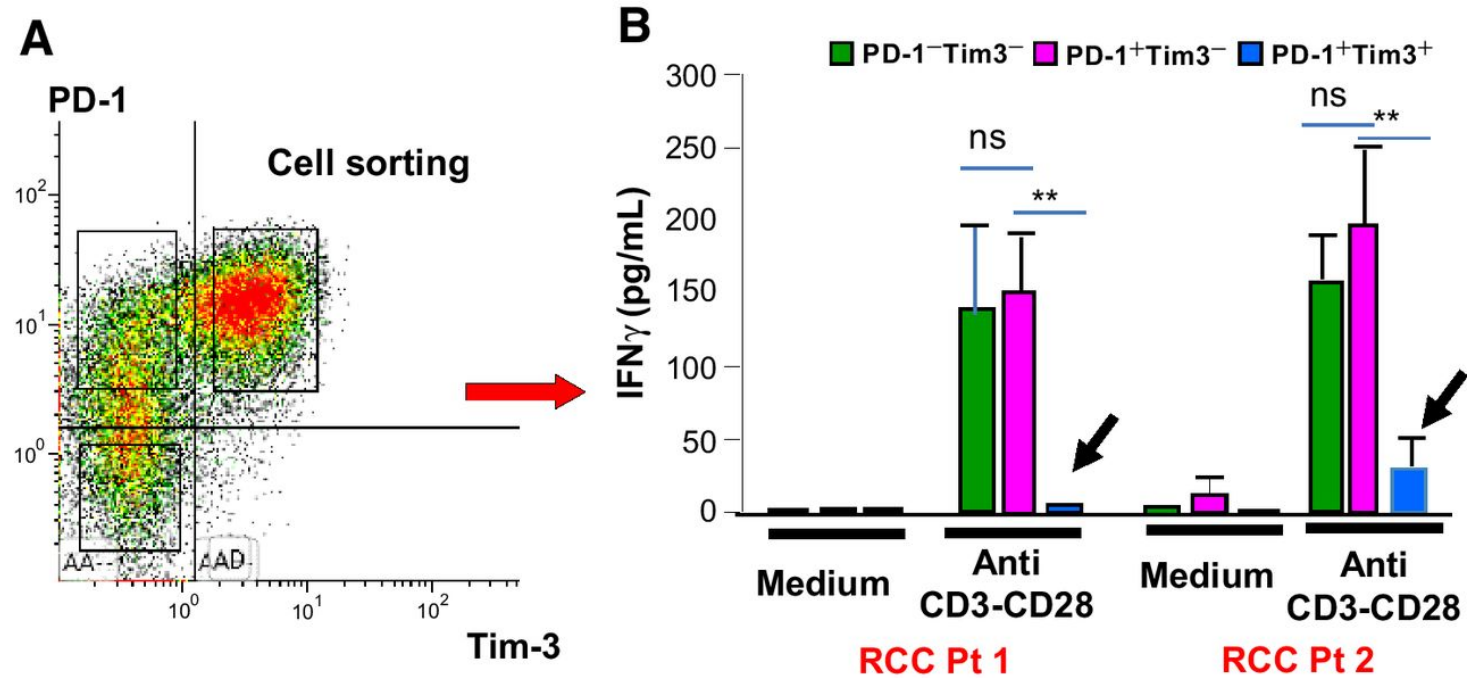 A
PD-1
Cell sorting
10²
10¹
10⁰
AA
AAD
10⁰ 10¹ 10²
Tim-3
B
PD-1⁻Tim3⁻ PD-1⁺Tim3⁻ PD-1⁺Tim3⁺
IFNγ (pg/mL)
300
250
200
150
100
50
0
ns
**
ns
**
Medium
Anti
CD3-CD28
Medium
Anti
CD3-CD28
RCC Pt 1
RCC Pt 2